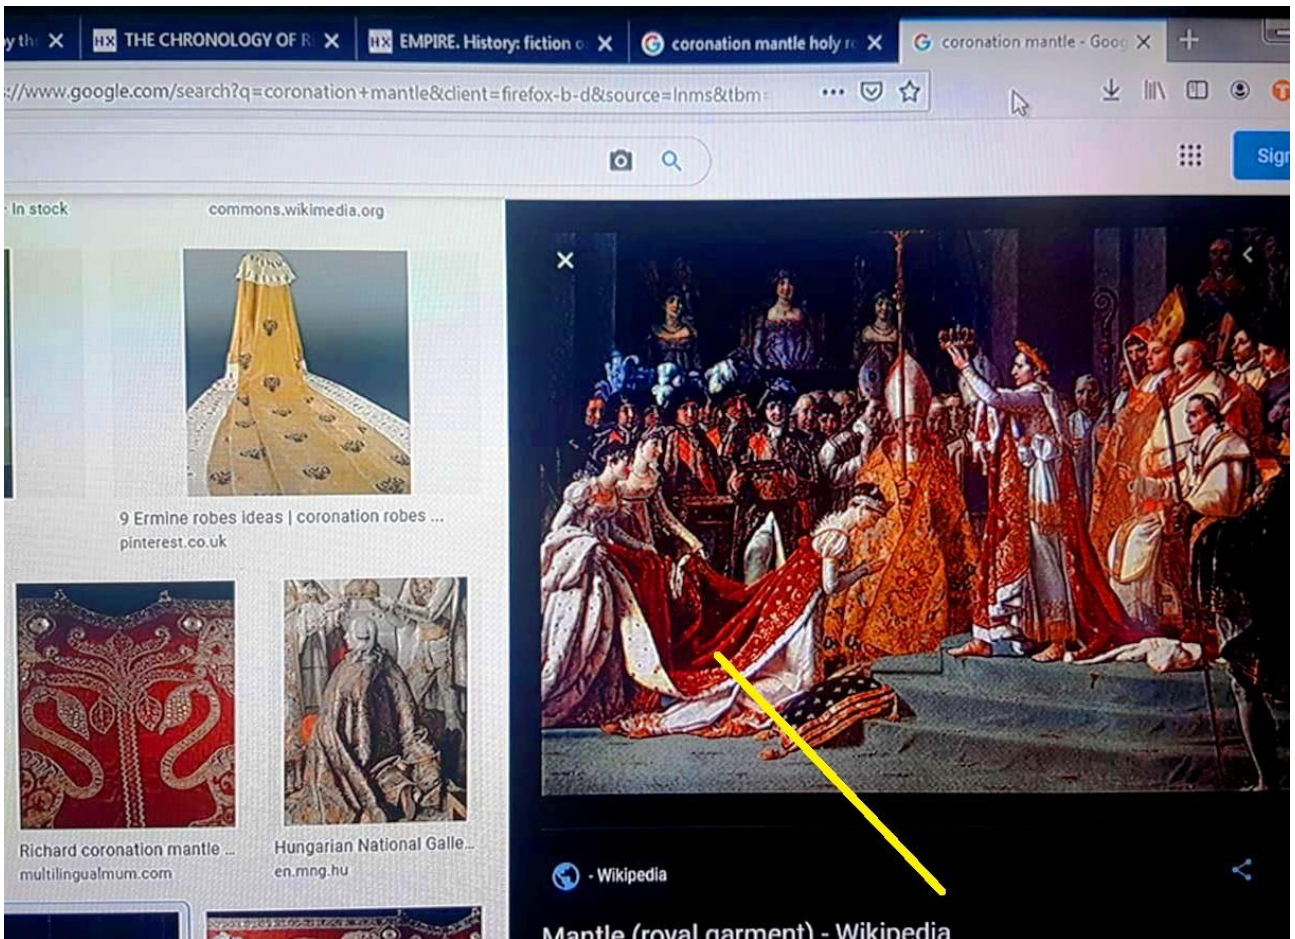 THE CHRONOLOGY OF R
EMPIRE. History: fiction o
coronation mantle holy r
coronation mantle - Goog
://www.google.com/search?q=coronation+mantle&client=firefox-b-d&source=lnms&tbm=
Sign
In stock
commons.wikimedia.org
9 Ermine robes ideas | coronation robes ...
pinterest.co.uk
Richard coronation mantle ...
multilingualmum.com
Hungarian National Galle...
en.mng.hu
- Wikipedia
Mantle (royal garment) - Wikipedia